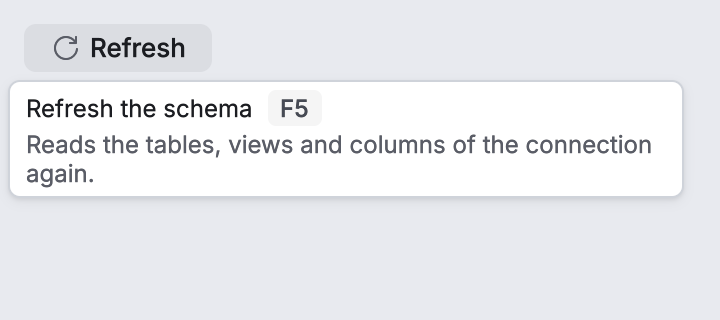 Refresh
Refresh the schema F5
Reads the tables, views and columns of the connection
again.